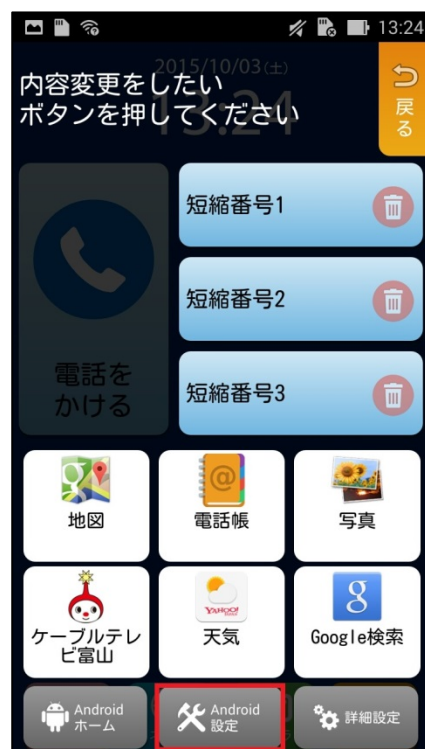 13:24
2015/10/03(土)
13:24
内容変更をしたい
ボタンを押してください
戻る
短縮番号1
短縮番号2
短縮番号3
電話を
かける
地図
電話帳
写真
ケーブルテレ
ビ富山
YAHOO!
天気
Google検索
Android
ホーム
Android
設定
詳細設定